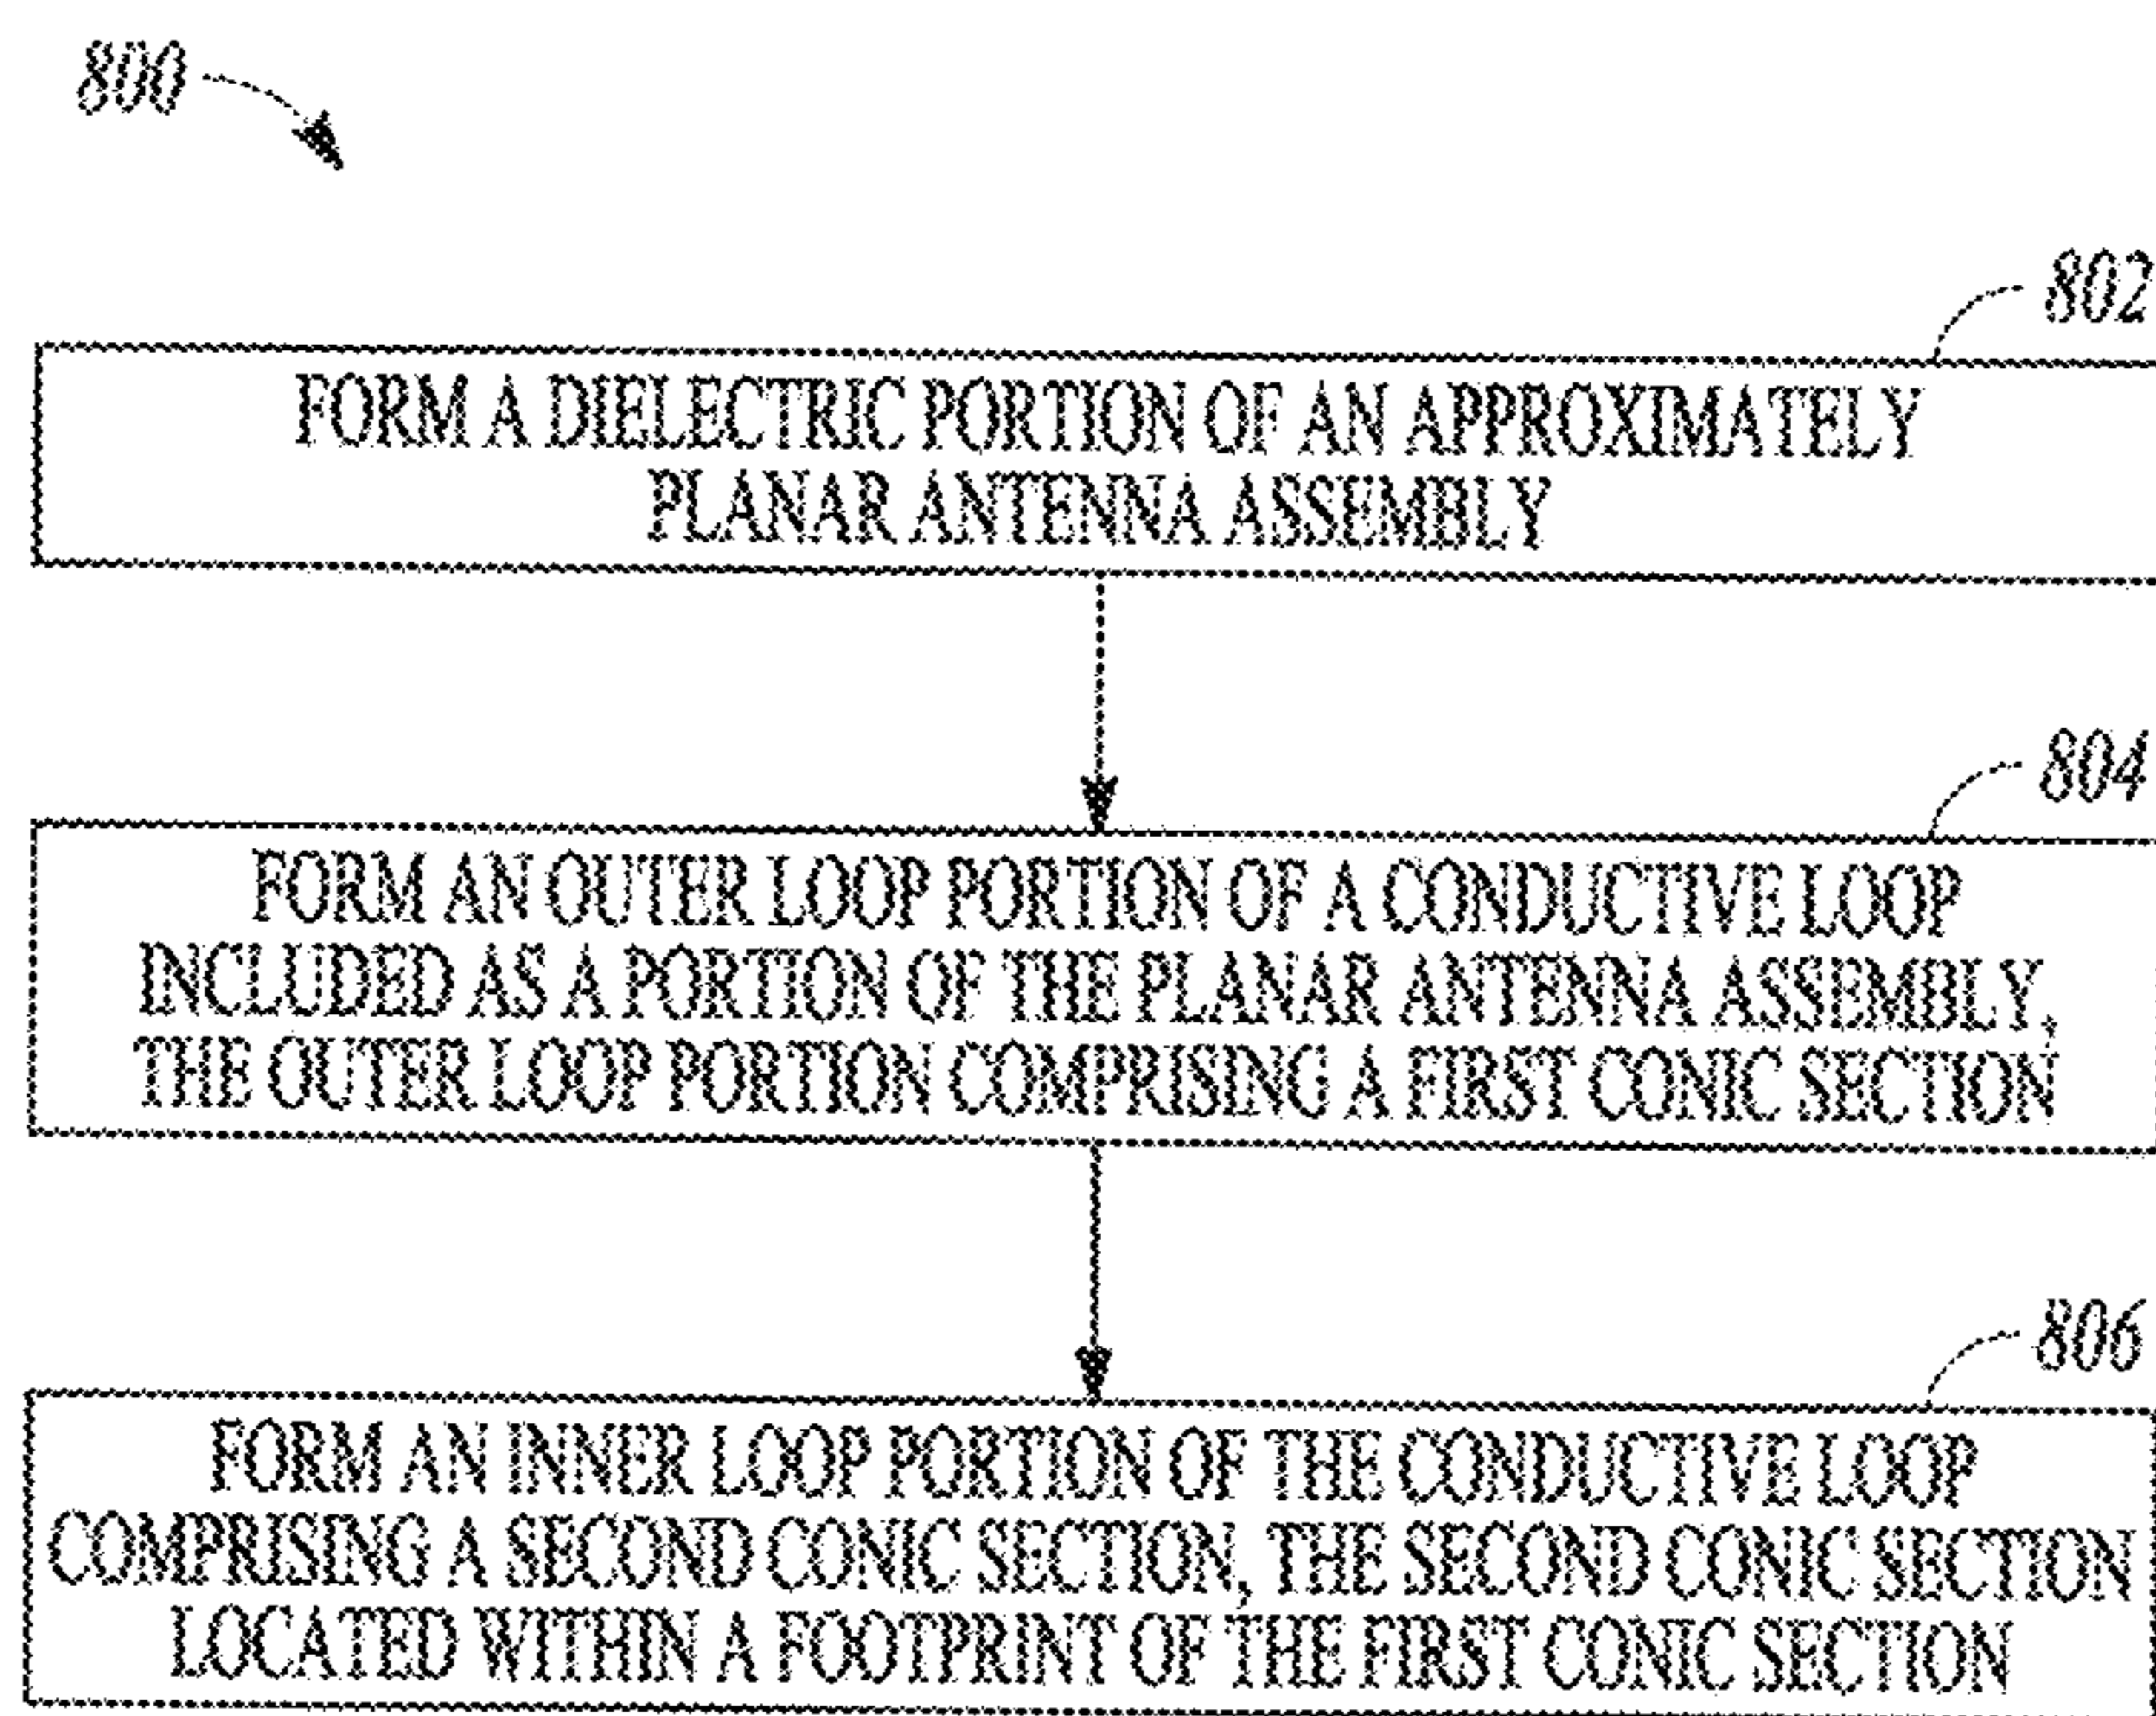 800
802
FORM A DIELECTRIC PORTION OF AN APPROXIMATELY
PLANAR ANTENNA ASSEMBLY
804
FORM AN OUTER LOOP PORTION OF A CONDUCTIVE LOOP
INCLUDED AS A PORTION OF THE PLANAR ANTENNA ASSEMBLY,
THE OUTER LOOP PORTION COMPRISING A FIRST CONIC SECTION
806
FORM AN INNER LOOP PORTION OF THE CONDUCTIVE LOOP
COMPRISING A SECOND CONIC SECTION, THE SECOND CONIC SECTION
LOCATED WITHIN A FOOTPRINT OF THE FIRST CONIC SECTION